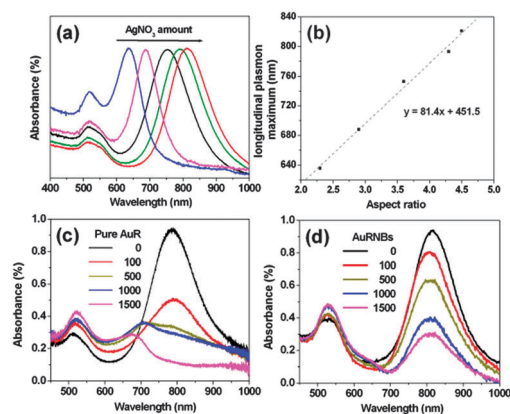 (a)
AgNO3 amount
Absorbance (%)
400 500 600 700 800 900 1000
Wavelength (nm)
(b)
longitudinal plasmon
maximum (nm)
840
800
760
720
680
640
y = 81.4x + 451.5
2.0 2.5 3.0 3.5 4.0 4.5 5.0
Aspect ratio
(c)
Pure AuR
0
100
500
1000
1500
Absorbance (%)
1.0
0.8
0.6
0.4
0.2
0.0
500 600 700 800 900 1000
Wavelength (nm)
(d)
AuRNBs
0
100
500
1000
1500
Absorbance (%)
1.0
0.8
0.6
0.4
0.2
0.0
500 600 700 800 900 1000
Wavelength (nm)